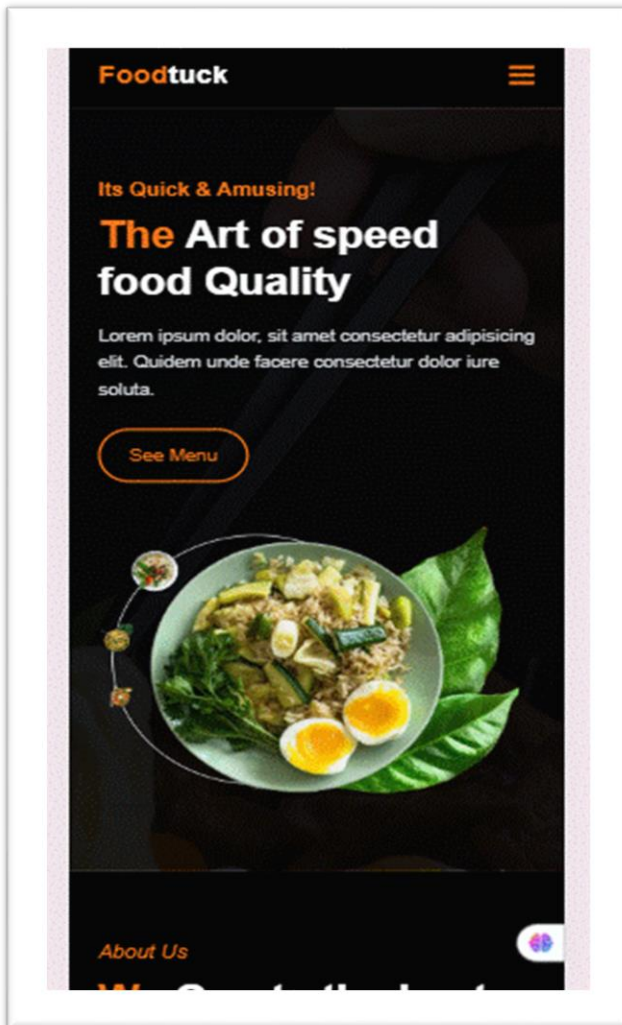 Foodtuck
Its Quick & Amusing!
The Art of speed
food Quality
Lorem ipsum dolor, sit amet consectetur adipisicing
elit. Quidem unde facere consectetur dolor iure
soluta.
See Menu
About Us